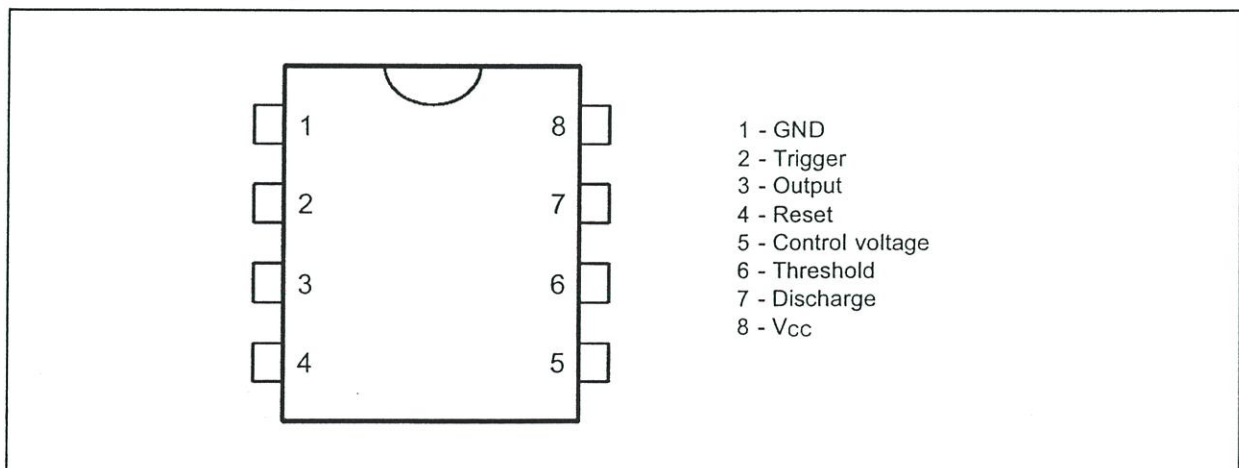 1 8
2 7
3 6
4 5
1 - GND
2 - Trigger
3 - Output
4 - Reset
5 - Control voltage
6 - Threshold
7 - Discharge
8 - VCC